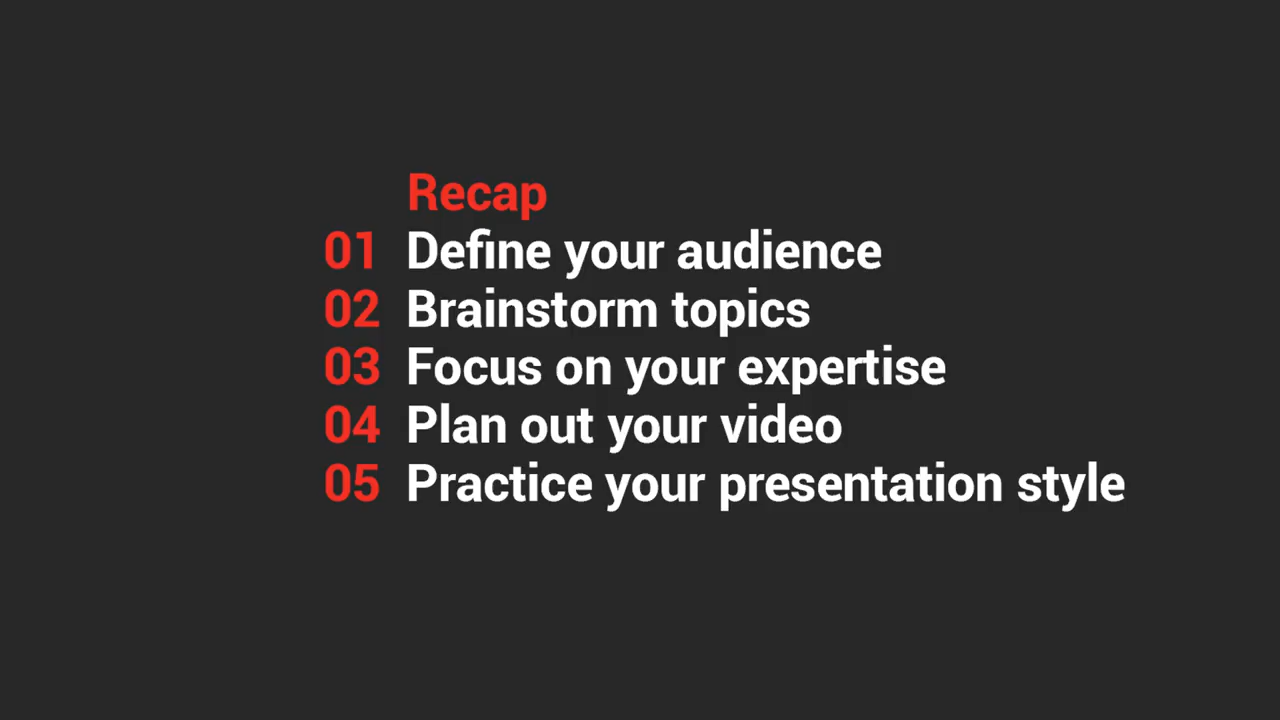 Recap
01 Define your audience
02 Brainstorm topics
03 Focus on your expertise
04 Plan out your video
05 Practice your presentation style